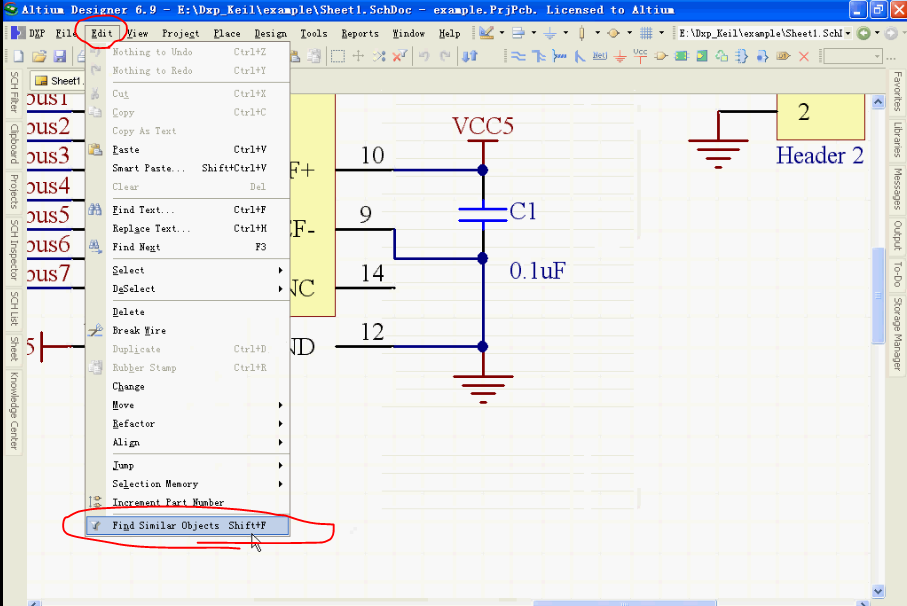 Altium Designer 6.9 - E:\Dxp_Keil\example\Sheet1.SchDoc - example.PrjPcb. Licensed to Altium
DXP File Edit View Project Place Design Tools Reports Window Help E:\Dxp_Keil\example\Sheet1.SchD
Sheet1.
SCH Filter
Clipboard
Projects
SCH Inspector
SCH List
Sheet
Knowledge Center
Nothing to Undo Ctrl+Z
Nothing to Redo Ctrl+Y
Cut Ctrl+X
Copy Ctrl+C
Copy As Text
Paste Ctrl+V
Smart Paste... Shift+Ctrl+V
Clear Del
Find Text... Ctrl+F
Replace Text... Ctrl+H
Find Next F3
Select
DeSelect
Delete
Break Wire
Duplicate Ctrl+D
Rubber Stamp Ctrl+R
Change
Move
Refactor
Align
Jump
Selection Memory
Increment Part Number
Find Similar Objects Shift+F
bus1
bus2
bus3
bus4
bus5
bus6
bus7
5
F+
EF-
NC
ND
10
9
14
12
VCC5
C1
0.1uF
2
Header 2
Vcc
Favorites
Libraries
Messages
Output
To-Do
Storage Manager